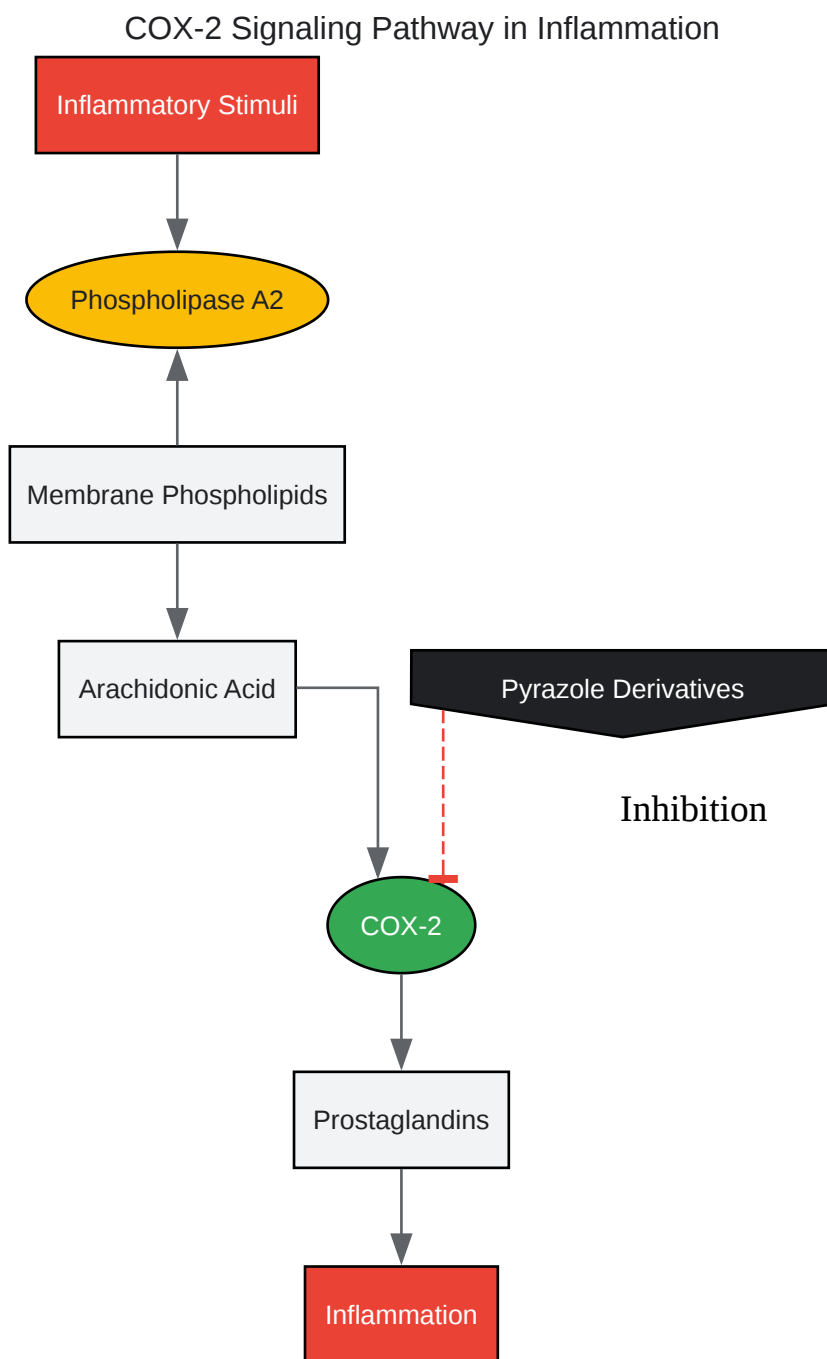 COX-2 Signaling Pathway in Inflammation
Inflammatory Stimuli
Phospholipase A2
Membrane Phospholipids
Arachidonic Acid
Pyrazole Derivatives
Inhibition
COX-2
Prostaglandins
Inflammation